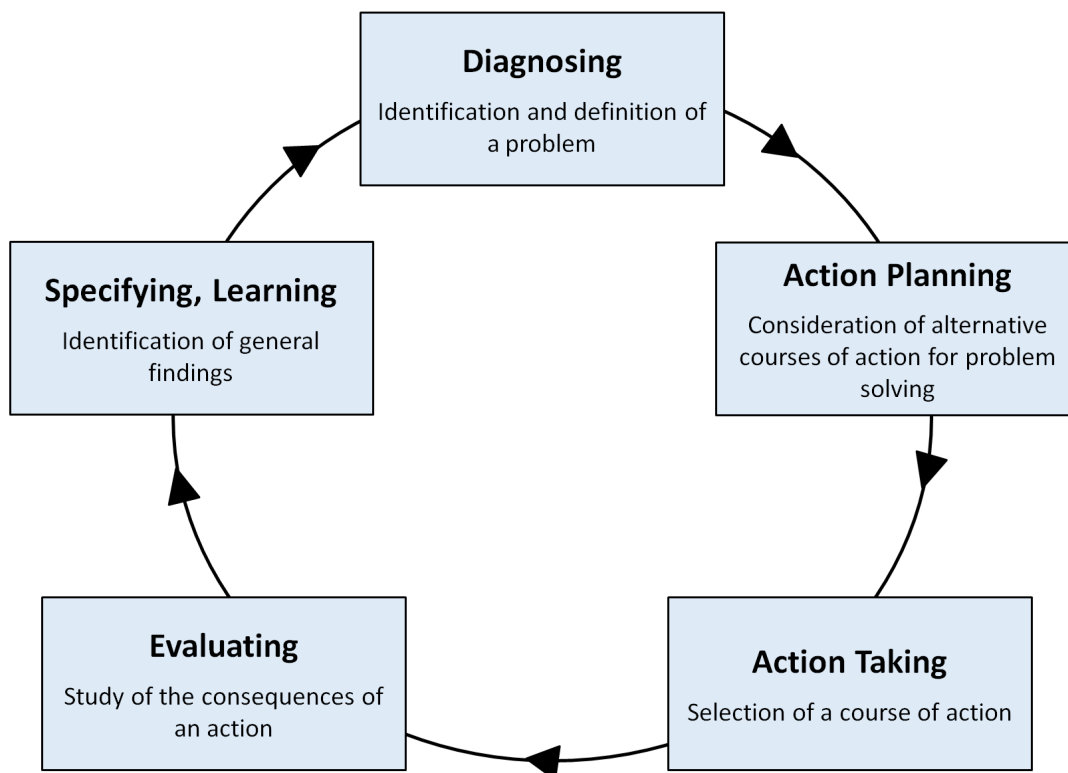 Diagnosing
Identification and definition of
a problem
Action Planning
Consideration of alternative
courses of action for problem
solving
Action Taking
Selection of a course of action
Evaluating
Study of the consequences of
an action
Specifying, Learning
Identification of general
findings